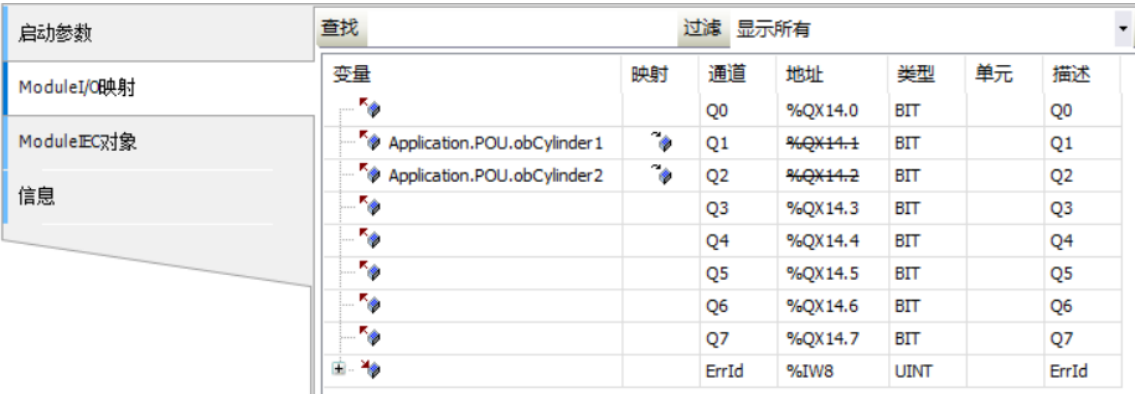 启动参数
ModuleI/O映射
ModuleIEC对象
信息
查找 过滤 显示所有
变量 映射 通道 地址 类型 单元 描述
Q0 %QX14.0 BIT Q0
Application.POU.obCylinder1 Q1 %QX14.1 BIT Q1
Application.POU.obCylinder2 Q2 %QX14.2 BIT Q2
Q3 %QX14.3 BIT Q3
Q4 %QX14.4 BIT Q4
Q5 %QX14.5 BIT Q5
Q6 %QX14.6 BIT Q6
Q7 %QX14.7 BIT Q7
ErrId %IW8 UINT ErrId